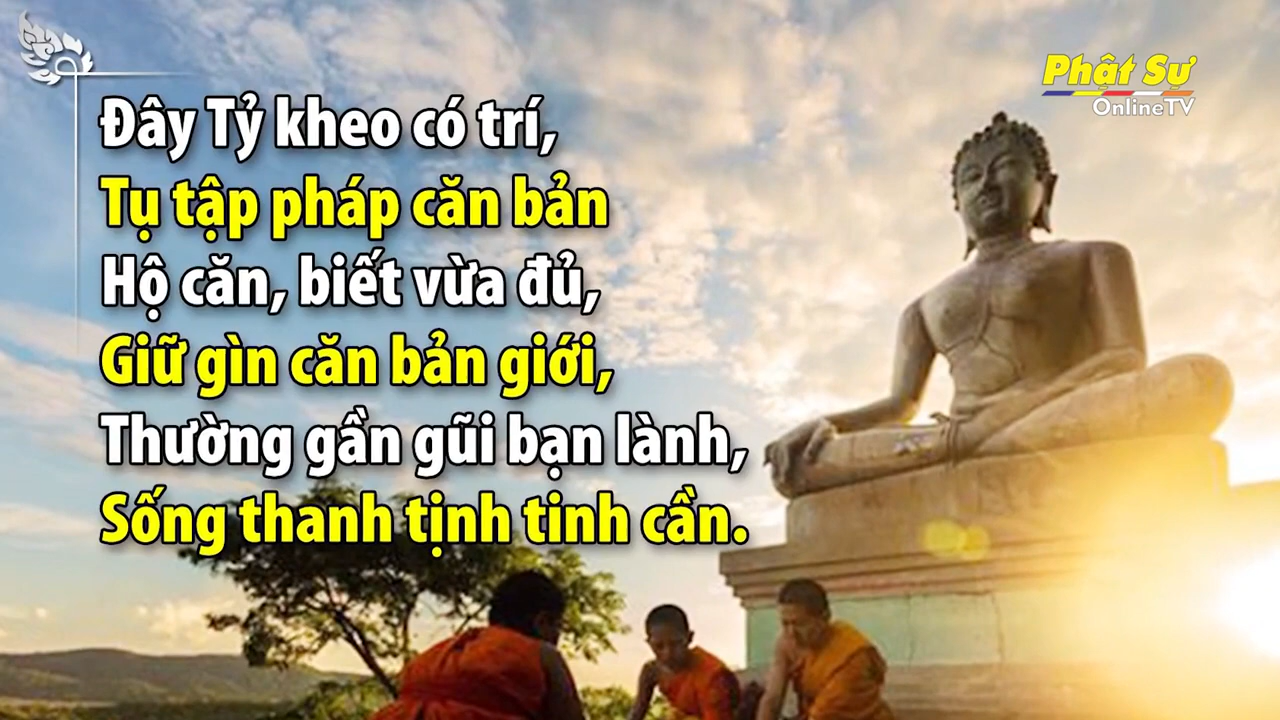 Phật Sự
OnlineTV
Đây Tỷ kheo có trí,
Tụ tập pháp căn bản
Hộ căn, biết vừa đủ,
Giữ gìn căn bản giới,
Thường gần gũi bạn lành,
Sống thanh tịnh tinh cần.